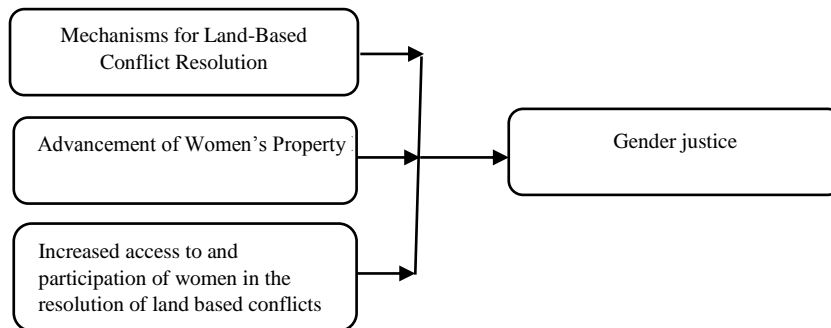 Mechanisms for Land-Based
Conflict Resolution
Advancement of Women's Property
Gender justice
Increased access to and
participation of women in the
resolution of land based conflicts